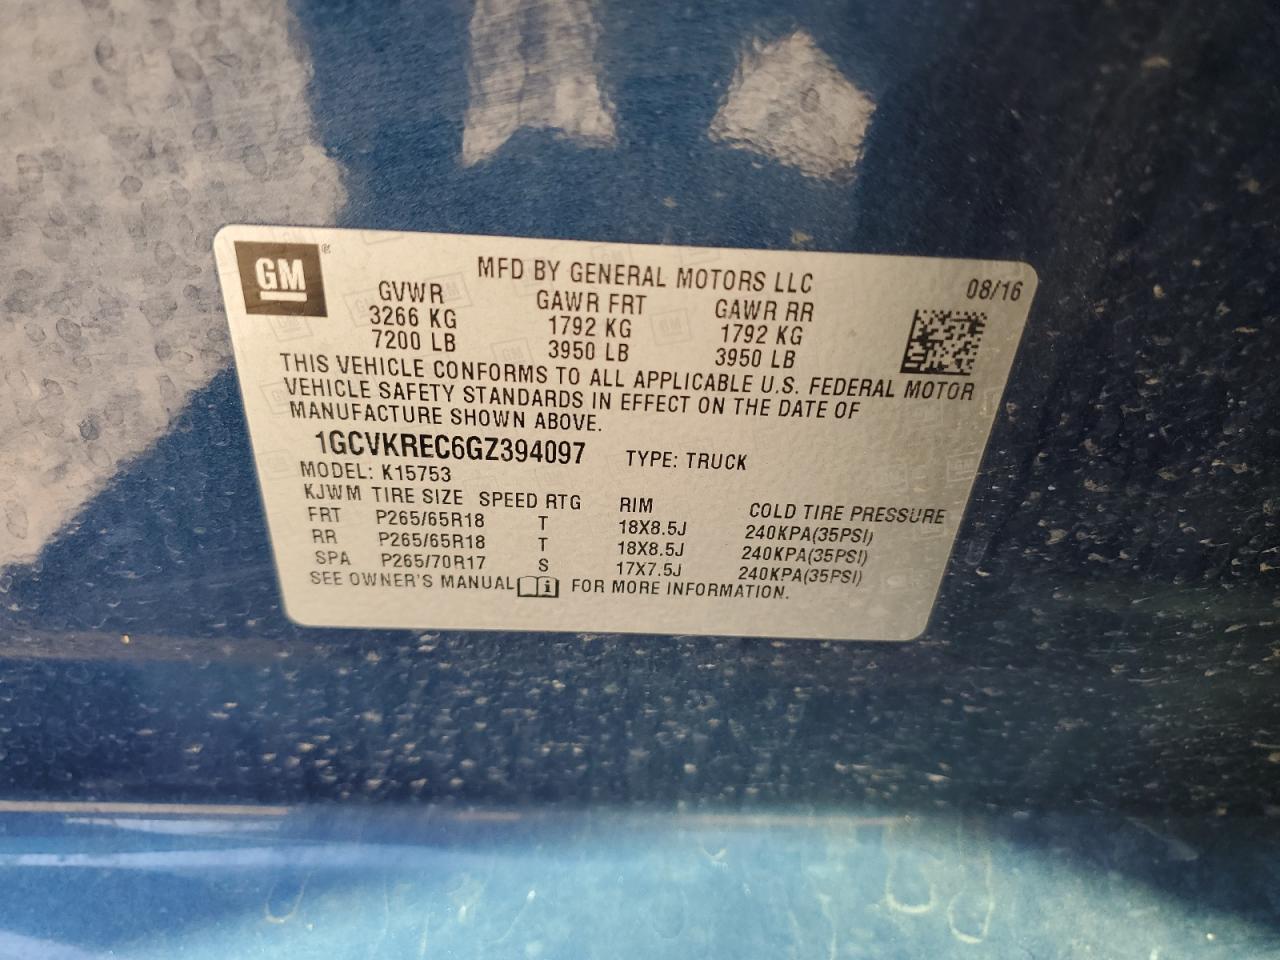 GM ®
MFD BY GENERAL MOTORS LLC
08/16
GVWR GAWR FRT GAWR RR
3266 KG 1792 KG 1792 KG
7200 LB 3950 LB 3950 LB
THIS VEHICLE CONFORMS TO ALL APPLICABLE U.S. FEDERAL MOTOR
VEHICLE SAFETY STANDARDS IN EFFECT ON THE DATE OF
MANUFACTURE SHOWN ABOVE.
1GCVKREC6GZ394097 TYPE: TRUCK
MODEL: K15753
KJWM TIRE SIZE SPEED RTG RIM COLD TIRE PRESSURE
FRT P265/65R18 T 18X8.5J 240KPA(35PSI)
RR P265/65R18 T 18X8.5J 240KPA(35PSI)
SPA P265/70R17 S 17X7.5J 240KPA(35PSI)
SEE OWNER'S MANUAL i FOR MORE INFORMATION.